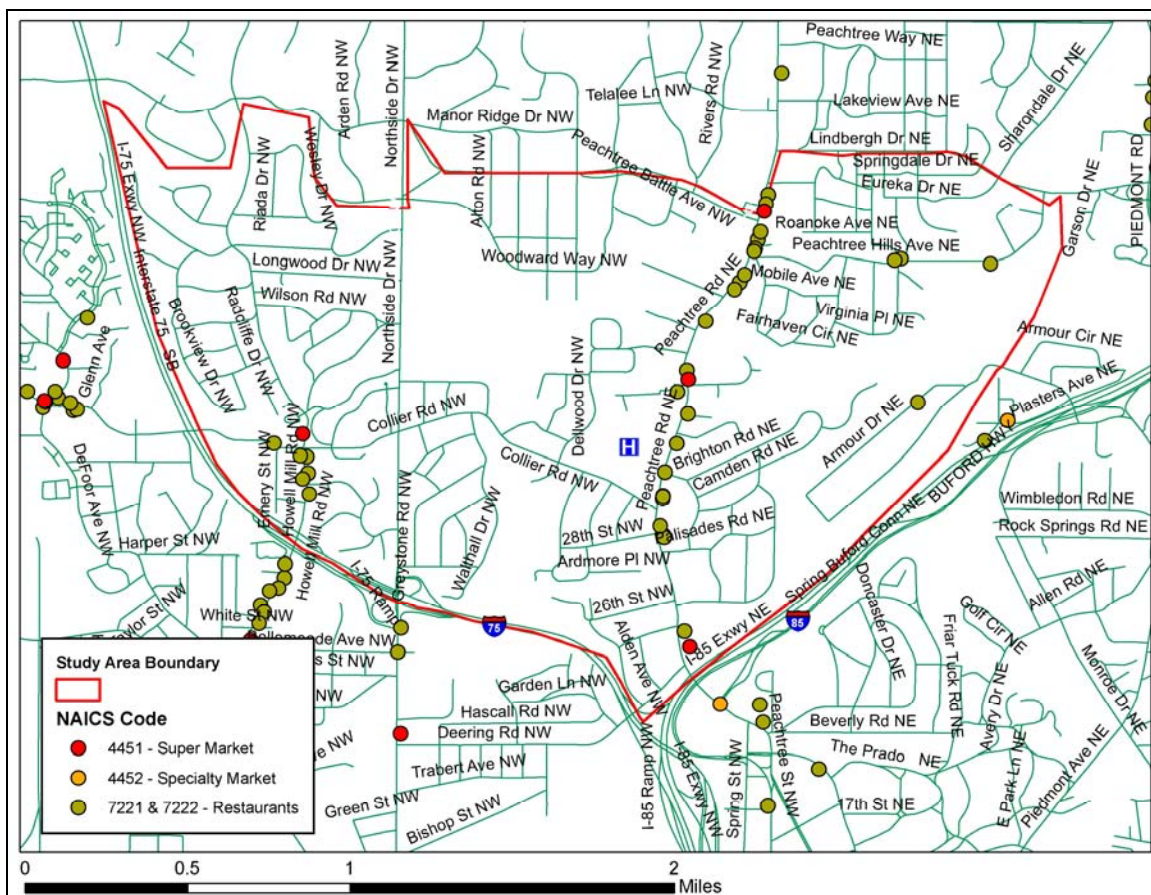 Peachtree Way NE
Arden Rd NW
Northside Dr NW
Telalee Ln NW
Rivers Rd NW
Lakeview Ave NE
Sharondale Dr NE
Manor Ridge Dr NW
Lindbergh Dr NE
Springdale Dr NE
Eureka Dr NE
PIEDMONT RD
Garson Dr NE
I-75 Exwy NW
Interstate 75 SB
Riada Dr NW
Wesley Dr NW
Alton Rd NW
Peachtree Battle Ave NW
Roanoke Ave NE
Peachtree Hills Ave NE
Woodward Way NW
Longwood Dr NW
Wilson Rd NW
Northside Dr NW
Mobile Ave NE
Virginia Pl NE
Fairhaven Cir NE
Peachtree Rd NE
Armour Cir NE
Brookview Dr NW
Radcliffe Dr NW
Glenn Ave
Dellwood Dr NW
Plasters Ave NE
Armour Dr NE
BUFORD HWY
Collier Rd NW
Collier Rd NW
H
Peachtree Rd NE
Brighton Rd NE
Camden Rd NE
DeFoor Ave NW
Emery St NW
Howell Mill Rd NW
Howell Mill Rd NW
Wimbledon Rd NE
Rock Springs Rd NE
Harper St NW
Greystone Rd NW
Walthall Dr NW
28th St NW
Palisades Rd NE
Ardmore Pl NW
Spring Buford Conn NE
Allen Rd NE
I-75 Ramp
26th St NW
Taylor St NW
White St NW
75
85
I-85 Exwy NE
Alden Ave NW
Doncaster Dr NE
Golf Cir NE
Friar Tuck Rd NE
Avery Dr NE
Monroe Dr NE
Garden Ln NW
Hascall Rd NW
Deering Rd NW
Beverly Rd NE
The Prado NE
Trabert Ave NW
Green St NW
Bishop St NW
I-85 Ramp NW
I-85 Exwy NW
Spring St NW
Peachtree St NW
17th St NE
E Park Ln NE
Piedmont Ave NE
Study Area Boundary
NAICS Code
4451 - Super Market
4452 - Specialty Market
7221 & 7222 - Restaurants
0 0.5 1 2
Miles